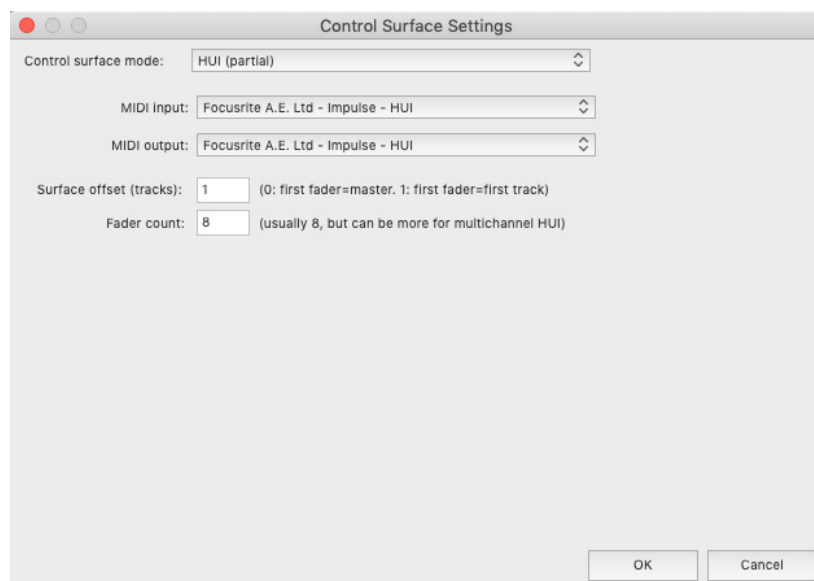 Control Surface Settings
Control surface mode: HUI (partial)
MIDI input: Focusrite A.E. Ltd - Impulse - HUI
MIDI output: Focusrite A.E. Ltd - Impulse - HUI
Surface offset (tracks): 1 (0: first fader=master. 1: first fader=first track)
Fader count: 8 (usually 8, but can be more for multichannel HUI)
OK Cancel